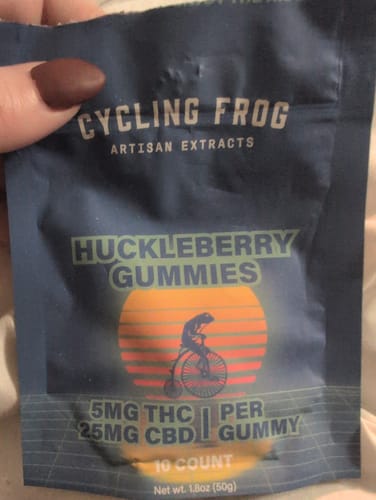 CYCLING FROG
ARTISAN EXTRACTS
HUCKLEBERRY
GUMMIES
5MG THC | PER
25MG CBD | GUMMY
10 COUNT
Net wt. 1.8oz (50g)